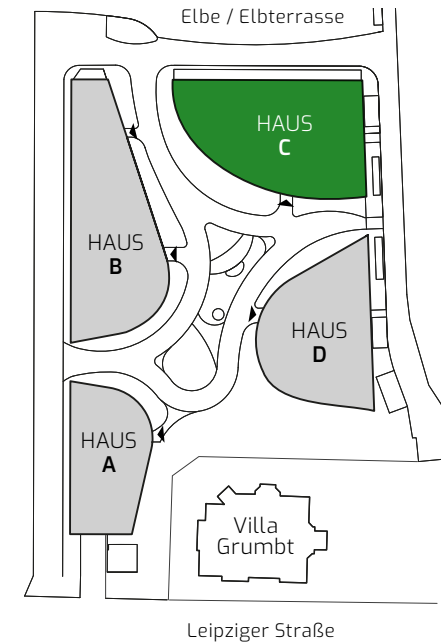 Elbe / Elbterrasse
HAUS
C
HAUS
B
HAUS
D
HAUS
A
Villa
Grumbt
Leipziger Straße